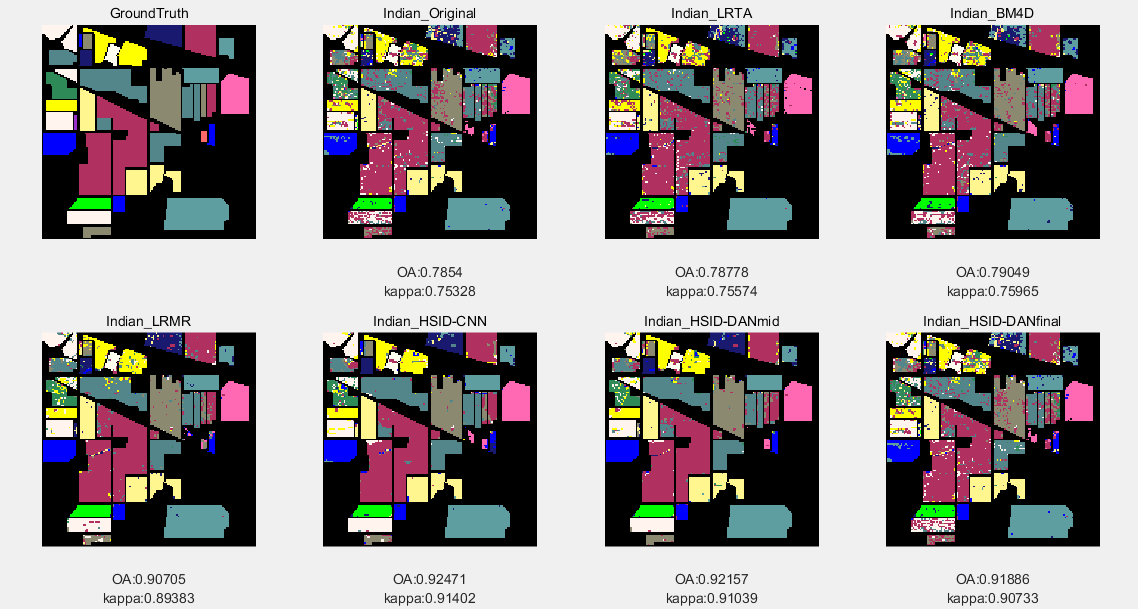 GroundTruth
Indian_Original
Indian_LRTA
Indian_BM4D
OA:0.7854
OA:0.78778
OA:0.79049
kappa:0.75328
kappa:0.75574
kappa:0.75965
Indian_LRMR
Indian_HSID-CNN
Indian_HSID-DANmid
Indian_HSID-DANfinal
OA:0.90705
OA:0.92471
OA:0.92157
OA:0.91886
kappa:0.89383
kappa:0.91402
kappa:0.91039
kappa:0.90733